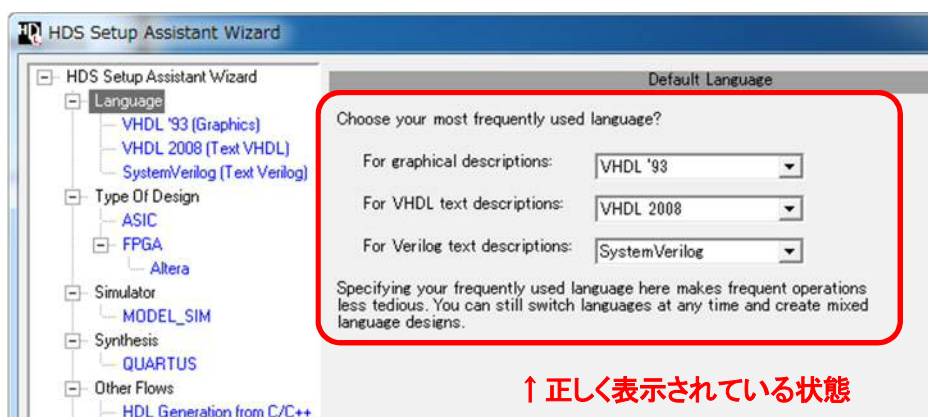 HDS Setup Assistant Wizard
HDS Setup Assistant Wizard
Language
VHDL '93 (Graphics)
VHDL 2008 (Text VHDL)
SystemVerilog (Text Verilog)
Type Of Design
ASIC
FPGA
Altera
Simulator
MODEL_SIM
Synthesis
QUARTUS
Other Flows
HDL Generation from C/C++
Default Language
Choose your most frequently used language?
For graphical descriptions: VHDL '93
For VHDL text descriptions: VHDL 2008
For Verilog text descriptions: SystemVerilog
Specifying your frequently used language here makes frequent operations
less tedious. You can still switch languages at any time and create mixed
language designs.
↑正しく表示されている状態